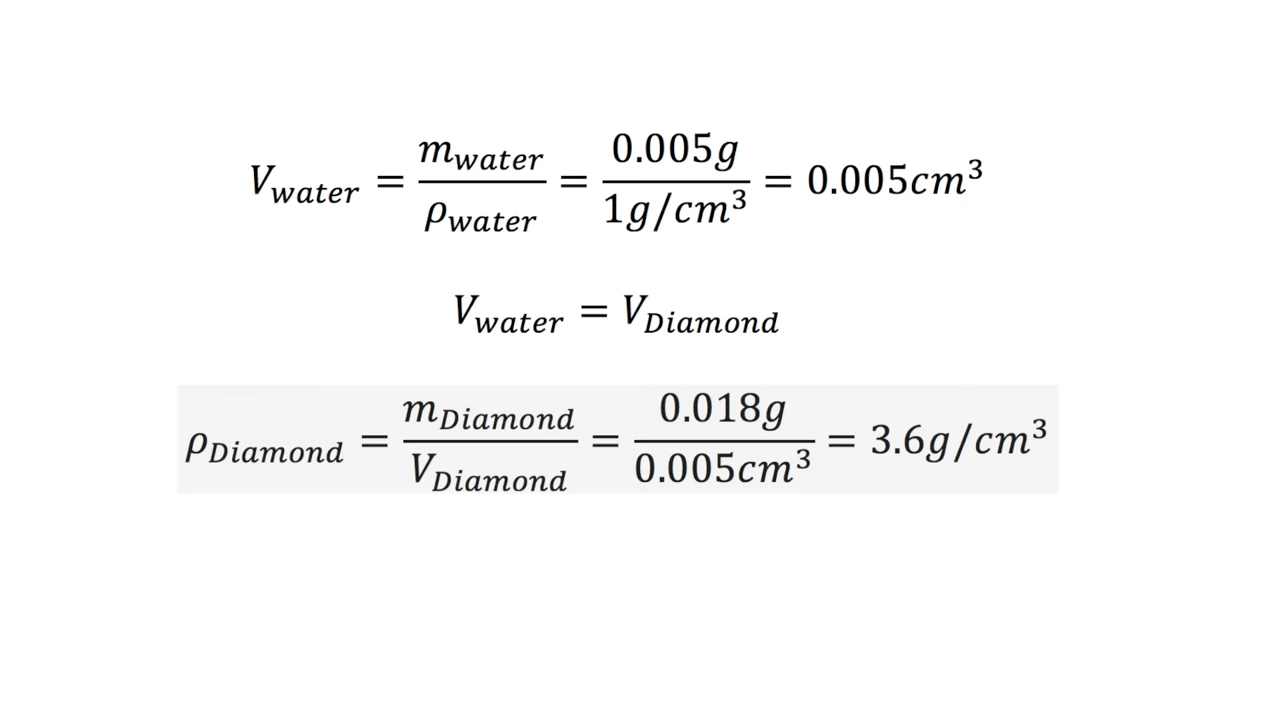 V_water = m_water / ρ_water = 0.005g / 1g/cm³ = 0.005cm³
V_water = V_Diamond
ρ_Diamond = m_Diamond / V_Diamond = 0.018g / 0.005cm³ = 3.6g/cm³